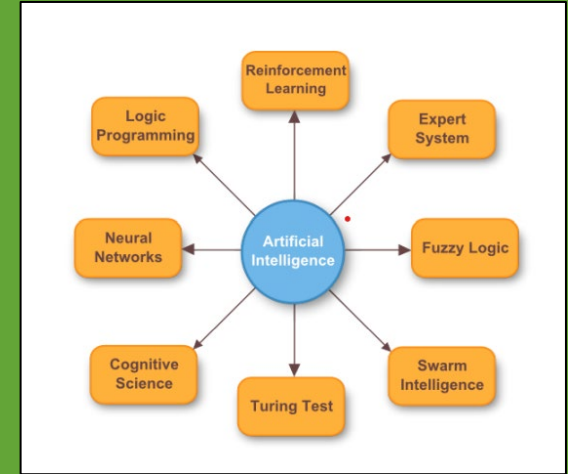 Reinforcement
Learning
Logic
Programming
Expert
System
Neural
Networks
Artificial
Intelligence
Fuzzy Logic
Cognitive
Science
Turing Test
Swarm
Intelligence